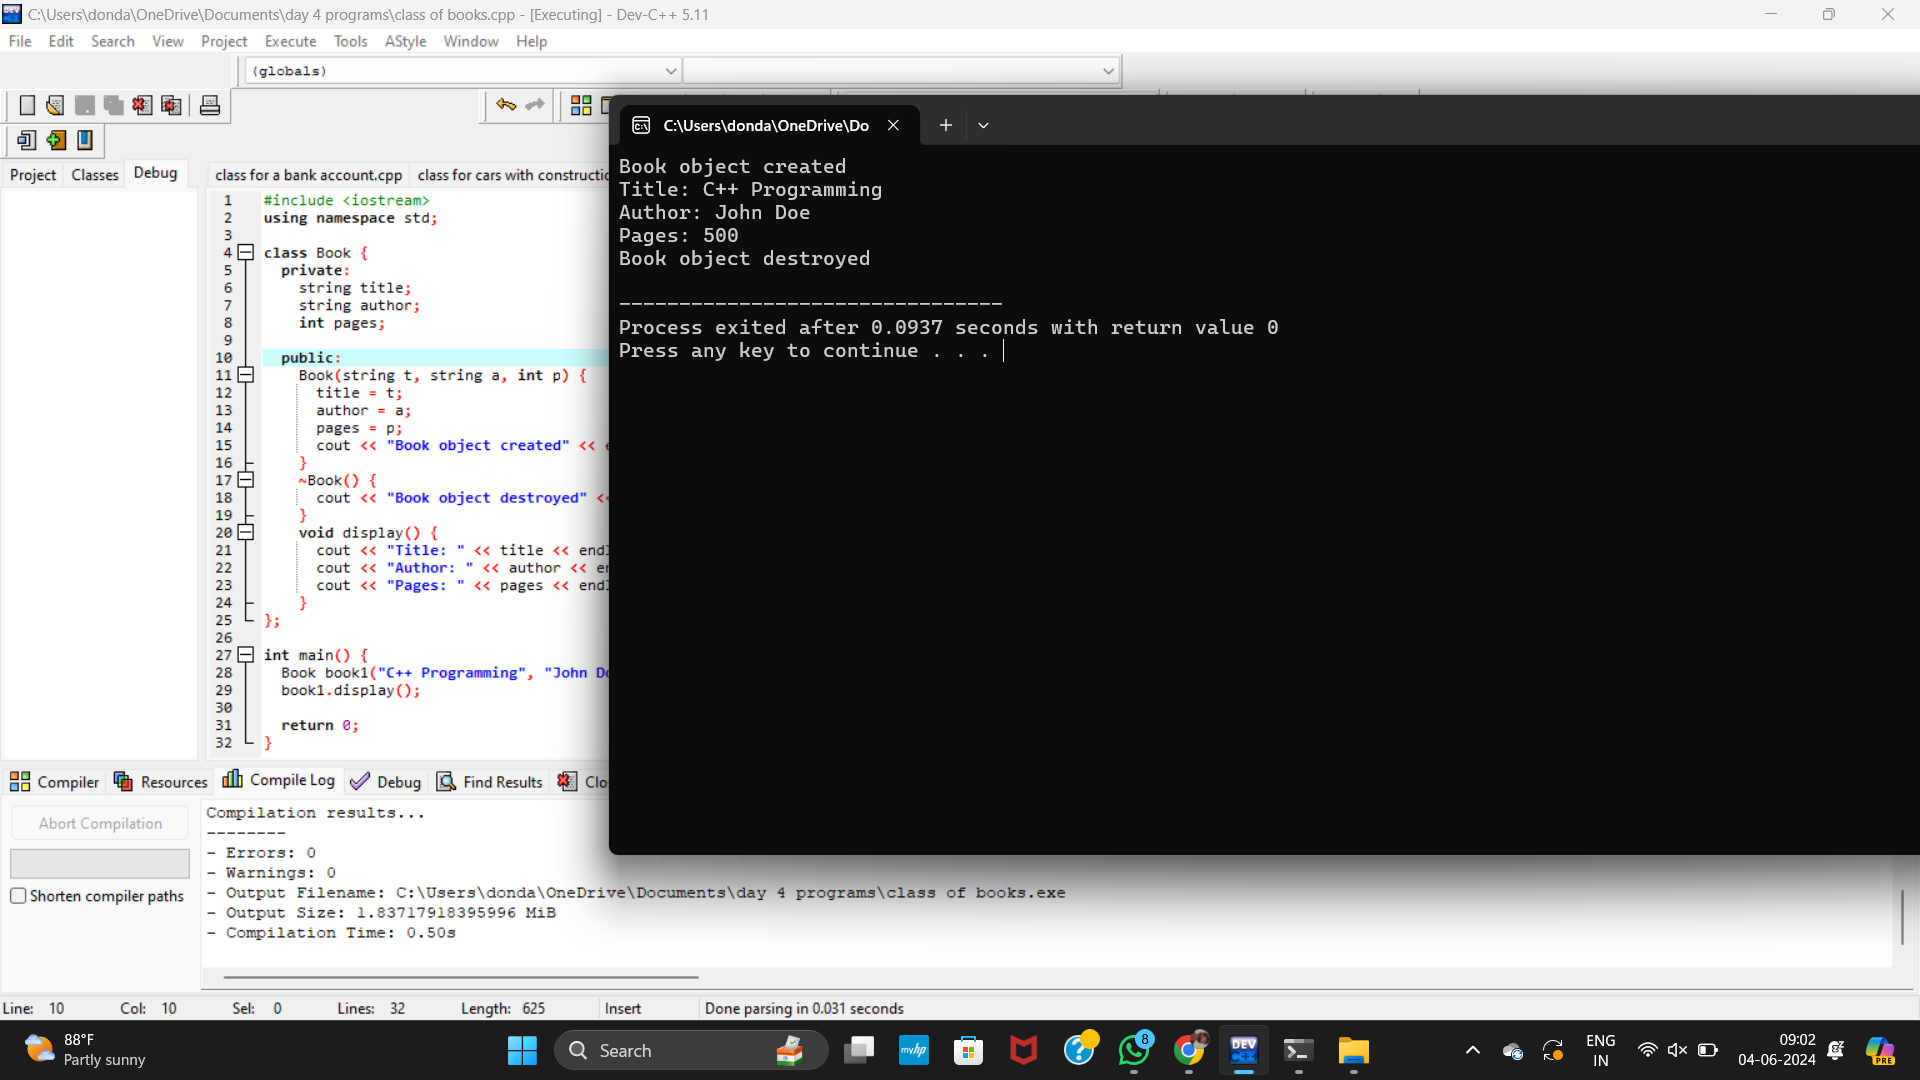 C:\Users\donda\OneDrive\Documents\day 4 programs\class of books.cpp - [Executing] - Dev-C++ 5.11
File Edit Search View Project Execute Tools AStyle Window Help
(globals)
C:\Users\donda\OneDrive\Do
Project Classes Debug
class for a bank account.cpp class for cars with constructio
1 #include <iostream>
2 using namespace std;
3
4 class Book {
5 private:
6 string title;
7 string author;
8 int pages;
9
10 public:
11 Book(string t, string a, int p) {
12 title = t;
13 author = a;
14 pages = p;
15 cout << "Book object created" <<
16 }
17 ~Book() {
18 cout << "Book object destroyed" <<
19 }
20 void display() {
21 cout << "Title: " << title << endl
22 cout << "Author: " << author <<
23 cout << "Pages: " << pages << endl
24 }
25 };
26
27 int main() {
28 Book book1("C++ Programming", "John Do
29 book1.display();
30
31 return 0;
32 }
Book object created
Title: C++ Programming
Author: John Doe
Pages: 500
Book object destroyed
--------------------------------
Process exited after 0.0937 seconds with return value 0
Press any key to continue . . .
Compiler Resources Compile Log Debug Find Results Clo
Abort Compilation
Shorten compiler paths
Compilation results...
--------
- Errors: 0
- Warnings: 0
- Output Filename: C:\Users\donda\OneDrive\Documents\day 4 programs\class of books.exe
- Output Size: 1.83717918395996 MiB
- Compilation Time: 0.50s
Line: 10 Col: 10 Sel: 0 Lines: 32 Length: 625 Insert Done parsing in 0.031 seconds
88°F
Partly sunny
Search
myhp
8
DEV
ENG
IN
09:02
04-06-2024
PRE